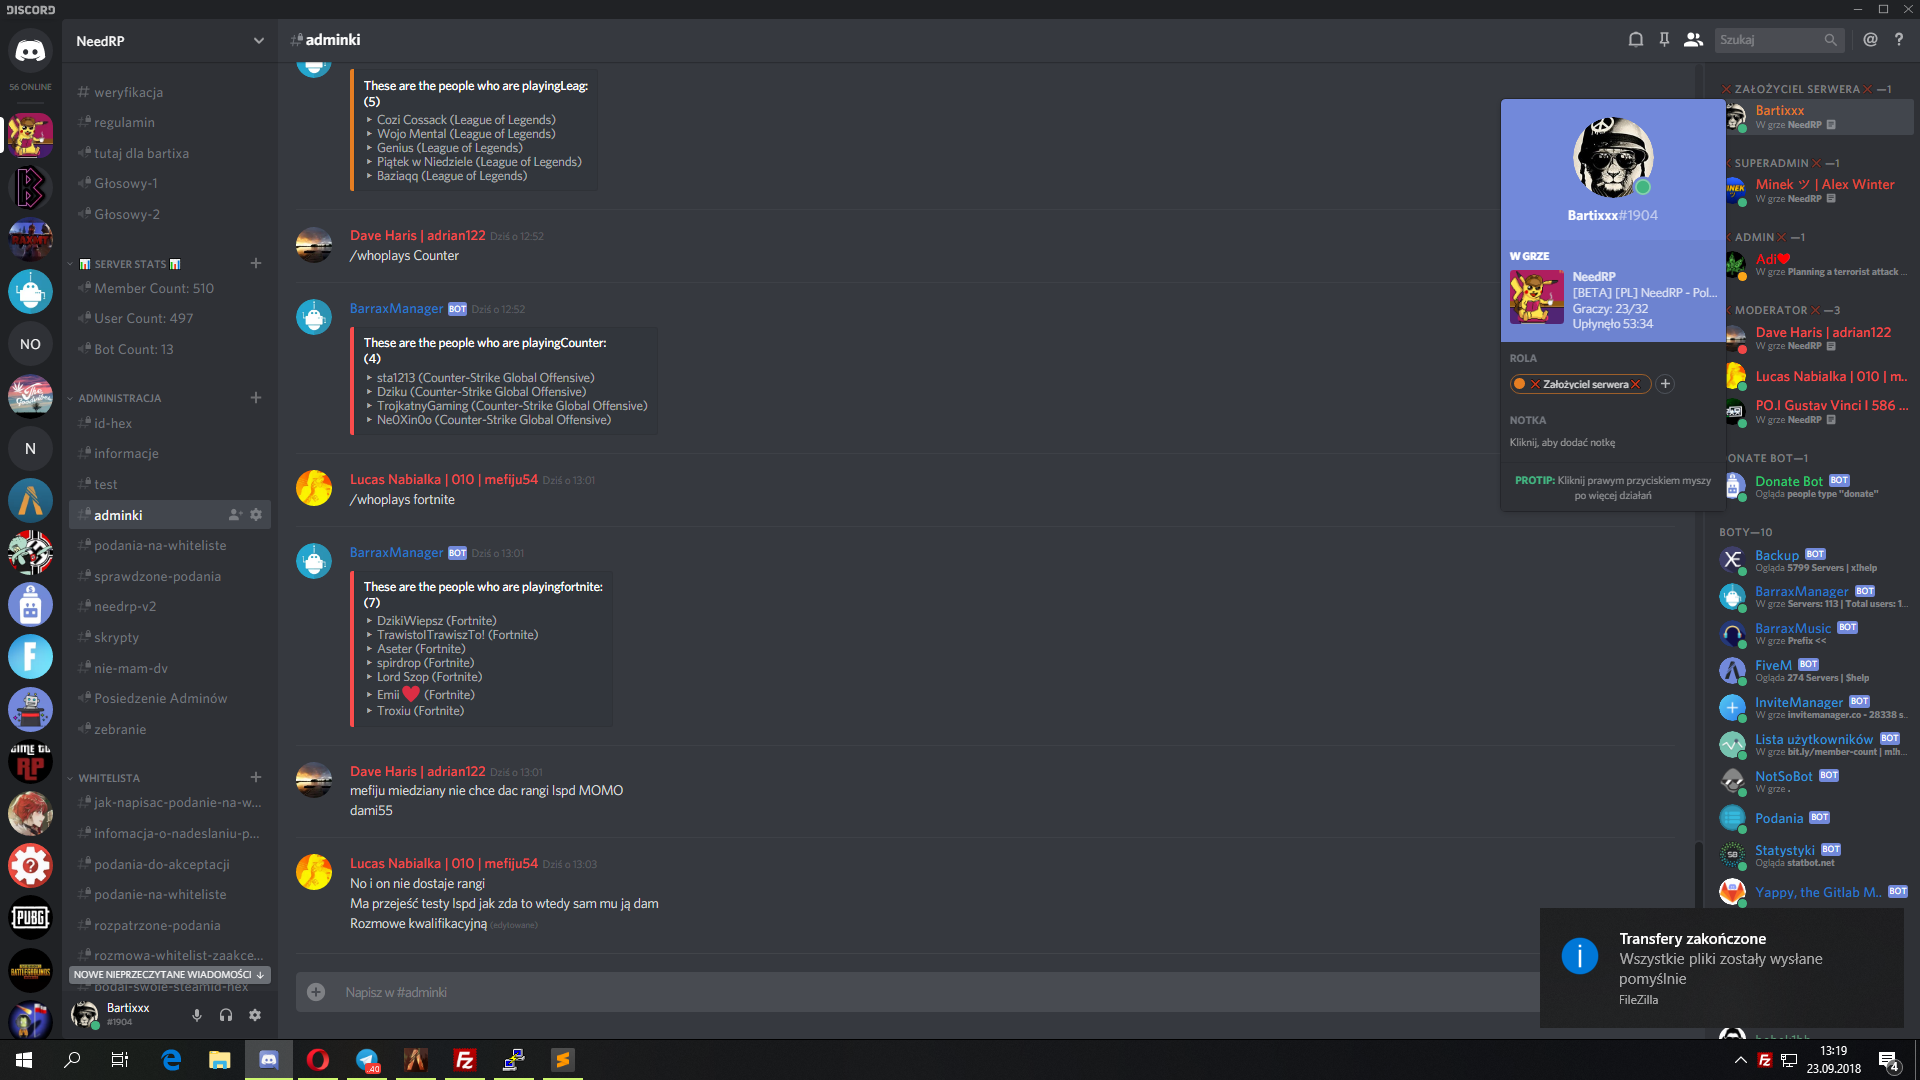 DISCORD
NeedRP
adminki
Szukaj
56 ONLINE
weryfikacja
regulamin
tutaj dla bartixa
Głosowy-1
Głosowy-2
SERVER STATS
Member Count: 510
User Count: 497
Bot Count: 13
NO
ADMINISTRACJA
id-hex
informacje
N
test
adminki
podania-na-whiteliste
sprawdzone-podania
needrp-v2
skrypty
nie-mam-dv
Posiedzenie Adminów
zebranie
WHITELISTA
jak-napisac-podanie-na-w...
infomacja-o-nadeslaniu-p...
podania-do-akceptacji
podanie-na-whiteliste
PUBG
rozpatrzone-podania
rozmowa-whitelist-zaakce...
NOWE NIEPRZECZYTANE WIADOMOŚCI ↓
podaj-swoje-steamid-hex
Bartixxx
#1904
These are the people who are playingLeag:
(5)
‣ Cozi Cossack (League of Legends)
‣ Wojo Mental (League of Legends)
‣ Genius (League of Legends)
‣ Piątek w Niedziele (League of Legends)
‣ Baziaqq (League of Legends)
Dave Haris | adrian122 Dziś o 12:52
/whoplays Counter
BarraxManager BOT Dziś o 12:52
These are the people who are playingCounter:
(4)
‣ sta1213 (Counter-Strike Global Offensive)
‣ Dziku (Counter-Strike Global Offensive)
‣ TrojkatnyGaming (Counter-Strike Global Offensive)
‣ Ne0Xin0o (Counter-Strike Global Offensive)
Lucas Nabialka | 010 | mefiju54 Dziś o 13:01
/whoplays fortnite
BarraxManager BOT Dziś o 13:01
These are the people who are playingfortnite:
(7)
‣ DzikiWiepsz (Fortnite)
‣ TrawistolTrawiszTo! (Fortnite)
‣ Aseter (Fortnite)
‣ spirdrop (Fortnite)
‣ Lord Szop (Fortnite)
‣ Emii❤ (Fortnite)
‣ Troxiu (Fortnite)
Dave Haris | adrian122 Dziś o 13:01
mefiju miedziany nie chce dac rangi lspd MOMO
dami55
Lucas Nabialka | 010 | mefiju54 Dziś o 13:03
No i on nie dostaje rangi
Ma przejeść testy lspd jak zda to wtedy sam mu ją dam
Rozmowe kwalifikacyjną (edytowane)
Napisz w #adminki
Bartixxx#1904
W GRZE
NeedRP
[BETA] [PL] NeedRP - Pol...
Graczy: 23/32
Upłynęło 53:34
ROLA
❌ Założyciel serwera ❌
NOTKA
Kliknij, aby dodać notkę
PROTIP: Kliknij prawym przyciskiem myszy
po więcej działań
❌ ZAŁOŻYCIEL SERWERA ❌ —1
Bartixxx
W grze NeedRP
SUPERADMIN ❌ —1
Minek ツ | Alex Winter
W grze NeedRP
ADMIN ❌ —1
Adi❤
W grze Planning a terrorist attack ...
MODERATOR ❌ —3
Dave Haris | adrian122
W grze NeedRP
Lucas Nabialka | 010 | m..
PO.I Gustav Vinci I 586 ...
W grze NeedRP
DONATE BOT—1
Donate Bot BOT
Ogląda people type "donate"
BOTY—10
Backup BOT
Ogląda 5799 Servers | x!help
BarraxManager BOT
W grze Servers: 113 | Total users: 1...
BarraxMusic BOT
W grze Prefix <<
FiveM BOT
Ogląda 274 Servers | $help
InviteManager BOT
W grze invitemanager.co - 28338 s..
Lista użytkowników BOT
W grze bit.ly/member-count | m!h...
NotSoBot BOT
W grze .
Podania BOT
Statystyki BOT
Ogląda statbot.net
Yappy, the Gitlab M.. BOT
Transfery zakończone
Wszystkie pliki zostały wysłane
pomyślnie
FileZilla
40
13:19
23.09.2018
4